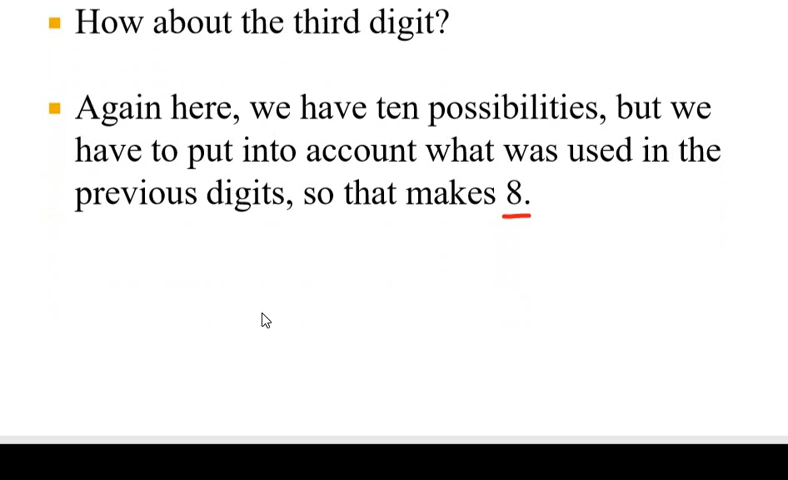 How about the third digit?
Again here, we have ten possibilities, but we
have to put into account what was used in the
previous digits, so that makes 8.